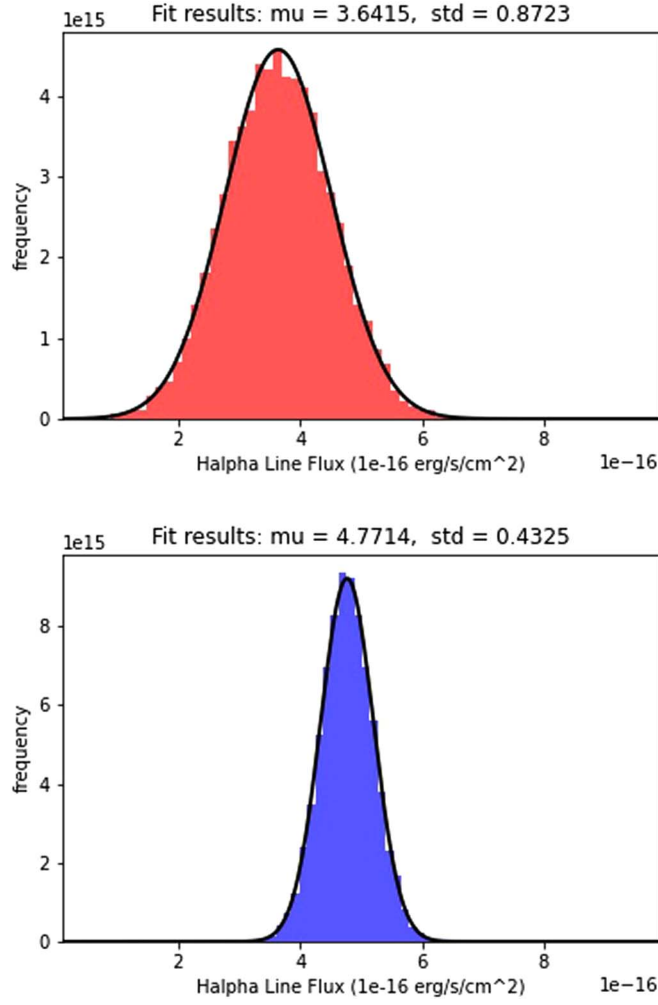 Fit results: mu = 3.6415,  std = 0.8723
1e15
4
3
2
1
0
frequency
2 4 6 8
Halpha Line Flux (1e-16 erg/s/cm^2) 1e−16
Fit results: mu = 4.7714,  std = 0.4325
1e15
8
6
4
2
0
frequency
2 4 6 8
Halpha Line Flux (1e-16 erg/s/cm^2) 1e−16